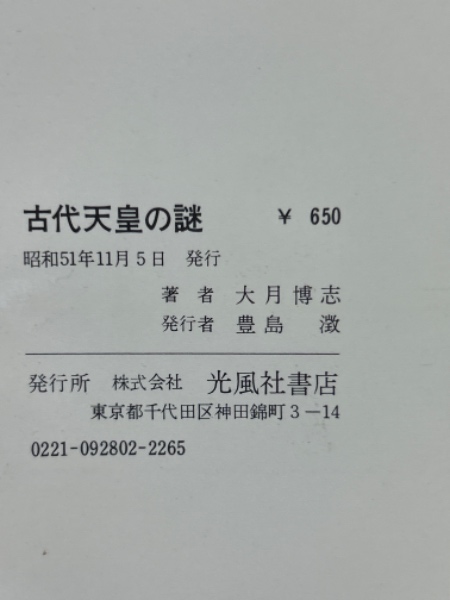 古代天皇の謎 ¥ 650
昭和51年11月5日 発行
著者 大月博志
発行者 豊島 澂
発行所 株式会社 光風社書店
東京都千代田区神田錦町3-14
0221-092802-2265